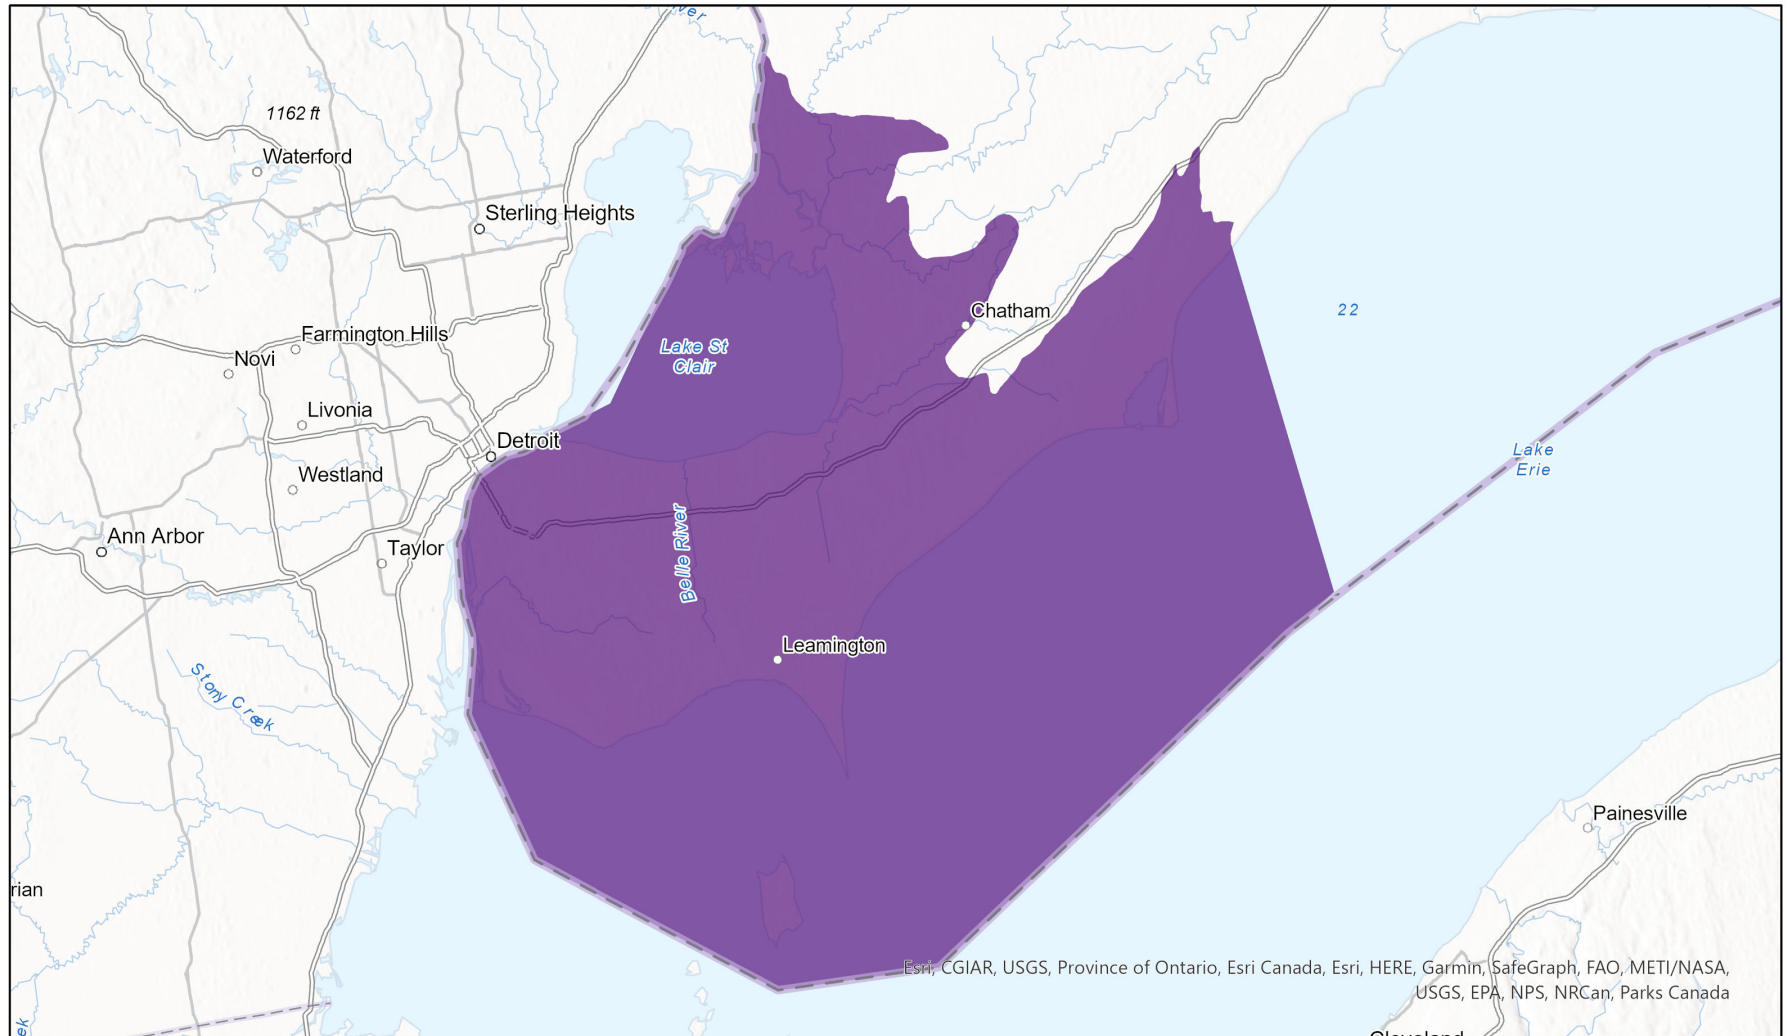 1162 ft
Waterford
Sterling Heights
Chatham
22
Farmington Hills
Lake St
Clair
Novi
Livonia
Detroit
Lake
Erie
Westland
Belle River
Ann Arbor
Taylor
Leamington
Stony Creek
Painesville
rian
Esri, CGIAR, USGS, Province of Ontario, Esri Canada, Esri, HERE, Garmin, SafeGraph, FAO, METI/NASA,
USGS, EPA, NPS, NRCan, Parks Canada